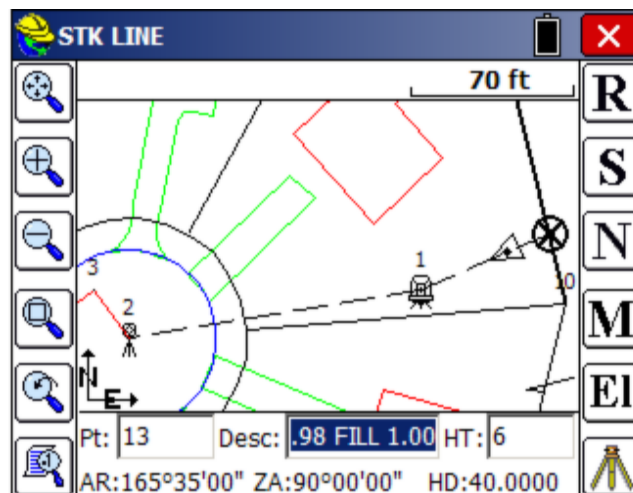 STK LINE
70 ft
R
S
N
M
El
1
10
3
2
N
E
Pt: 13 Desc: .98 FILL 1.00 HT: 6
AR:165°35'00" ZA:90°00'00" HD:40.0000